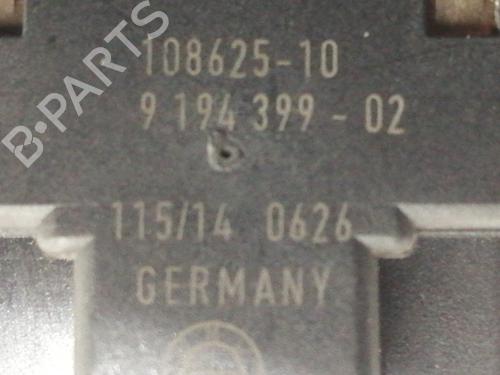 108625-10
9 194 399 - 02
115/14 0626
GERMANY
B-PARTS